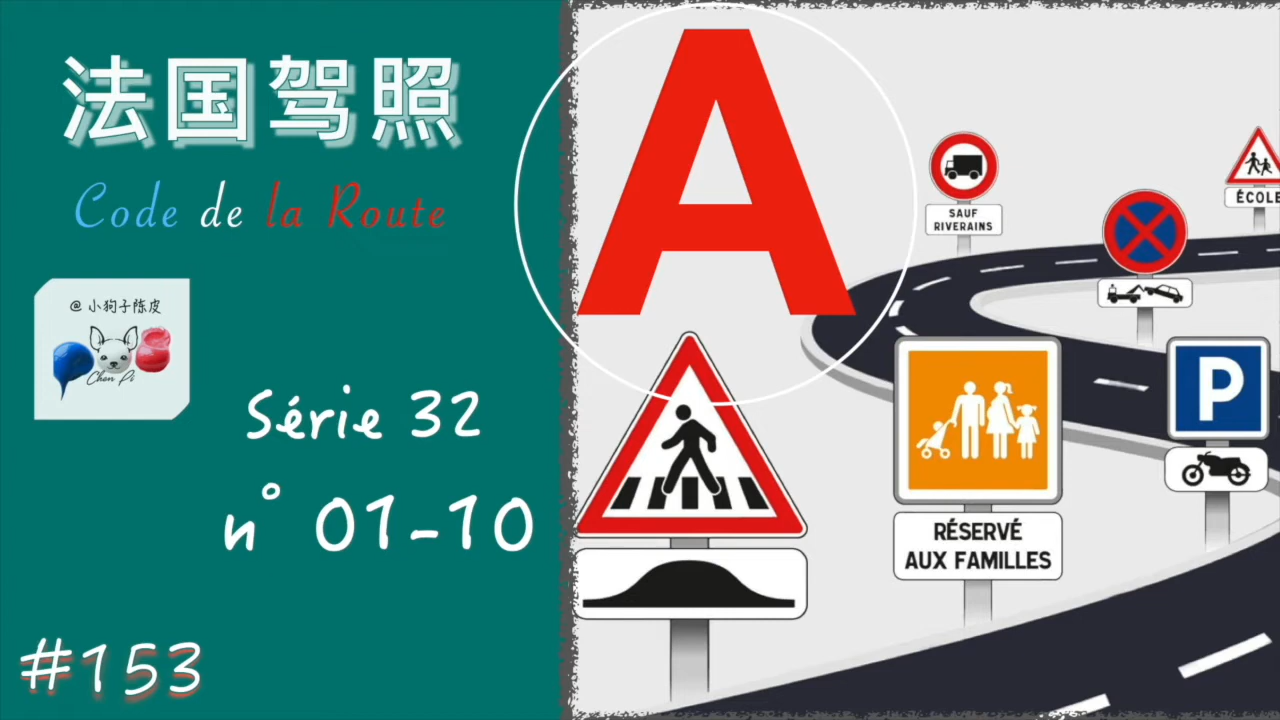 法国驾照
Code de la Route
@ 小狗子陈皮
Chen Pi
Série 32
n° 01-10
#153
A
SAUF
RIVERAINS
ÉCOLE
P
RÉSERVÉ
AUX FAMILLES